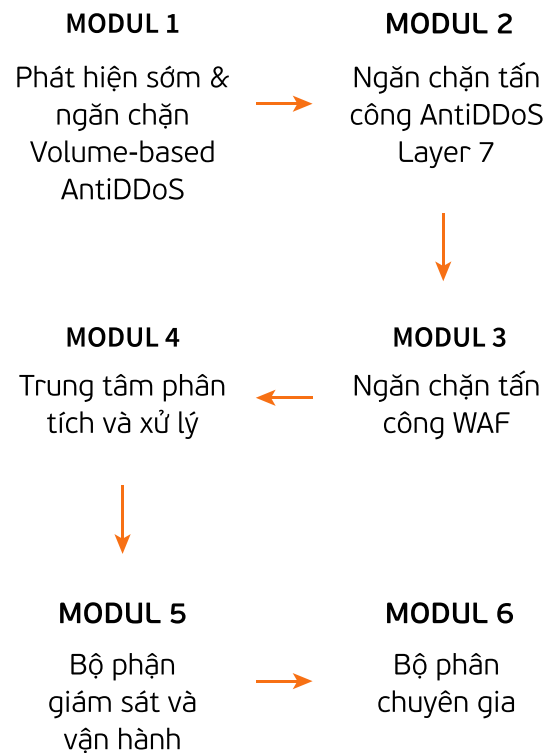 MODUL 1
Phát hiện sớm &
ngăn chặn
Volume-based
AntiDDoS
MODUL 2
Ngăn chặn tấn
công AntiDDoS
Layer 7
MODUL 3
Ngăn chặn tấn
công WAF
MODUL 4
Trung tâm phân
tích và xử lý
MODUL 5
Bộ phận
giám sát và
vận hành
MODUL 6
Bộ phân
chuyên gia